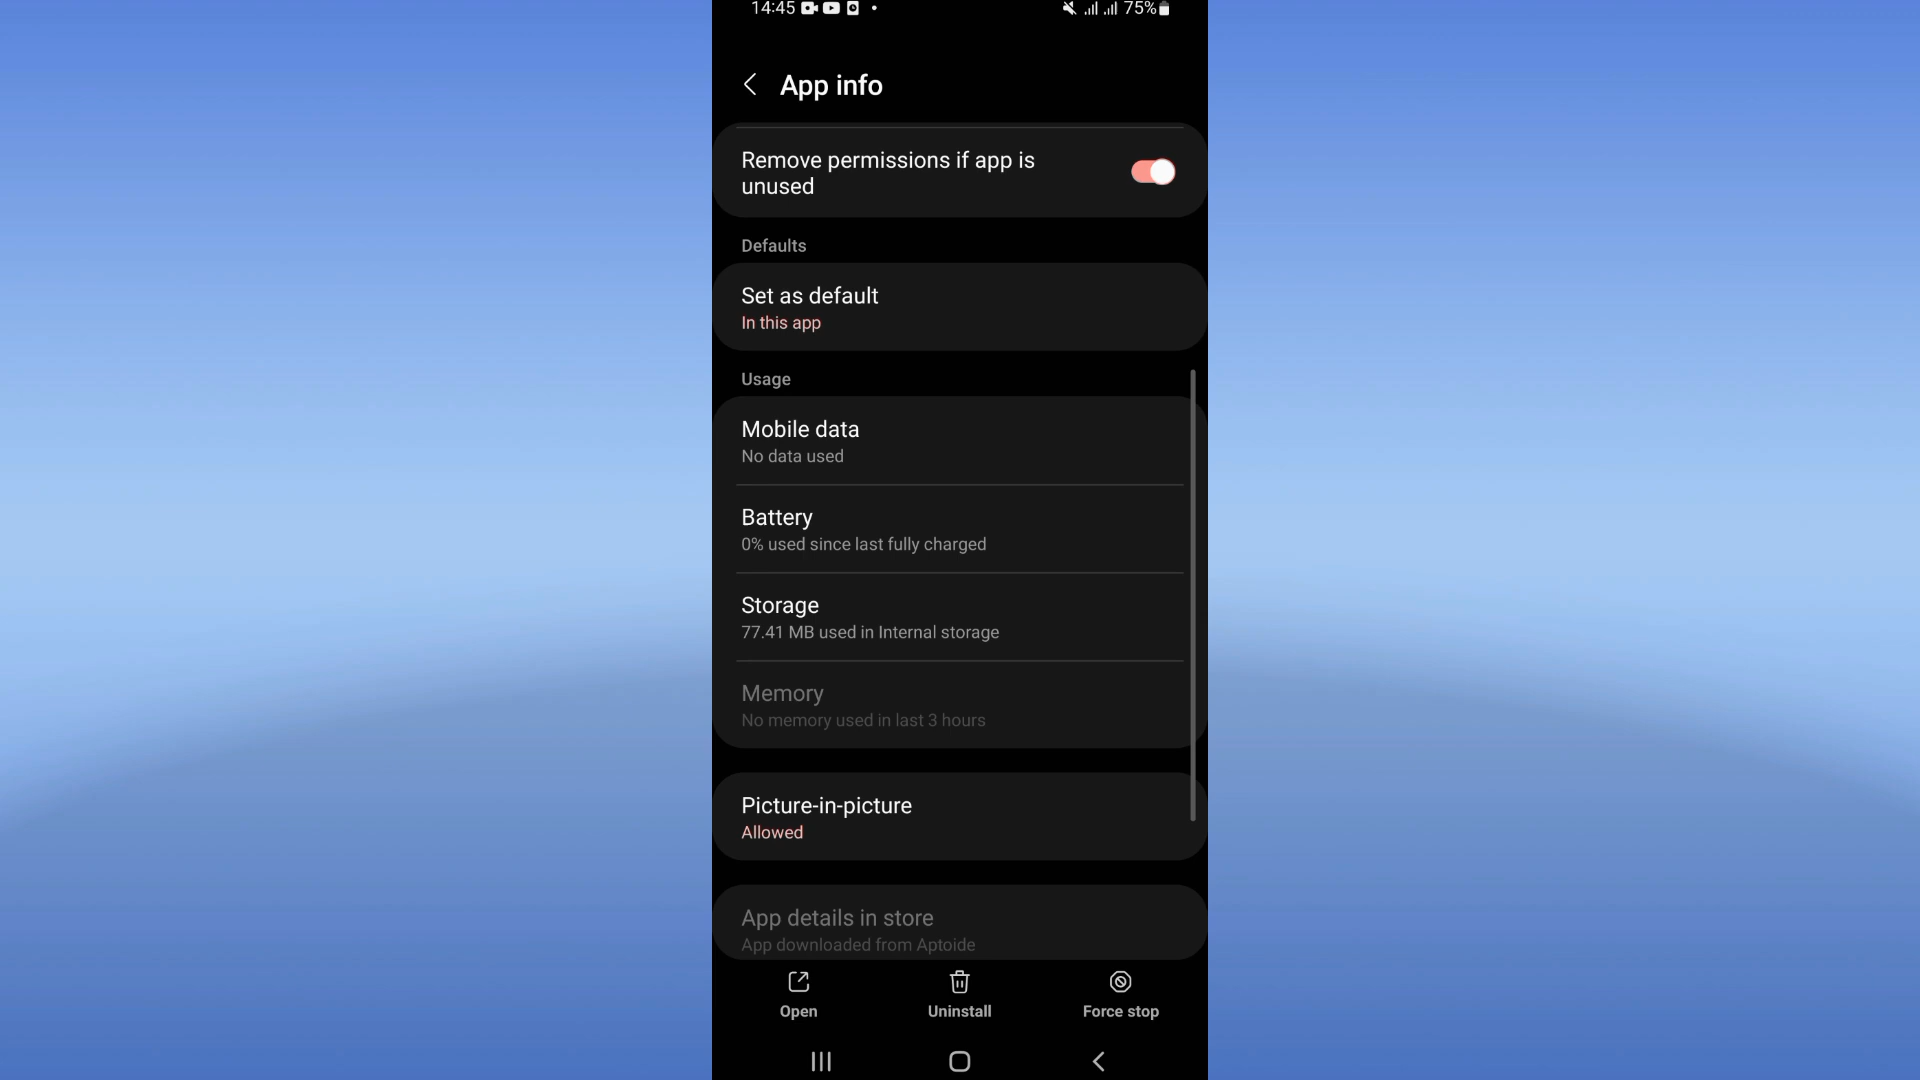 14:45
75%
App info
Remove permissions if app is
unused
Defaults
Set as default
In this app
Usage
Mobile data
No data used
Battery
0% used since last fully charged
Storage
77.41 MB used in Internal storage
Memory
No memory used in last 3 hours
Picture-in-picture
Allowed
App details in store
App downloaded from Aptoide
Open
Uninstall
Force stop